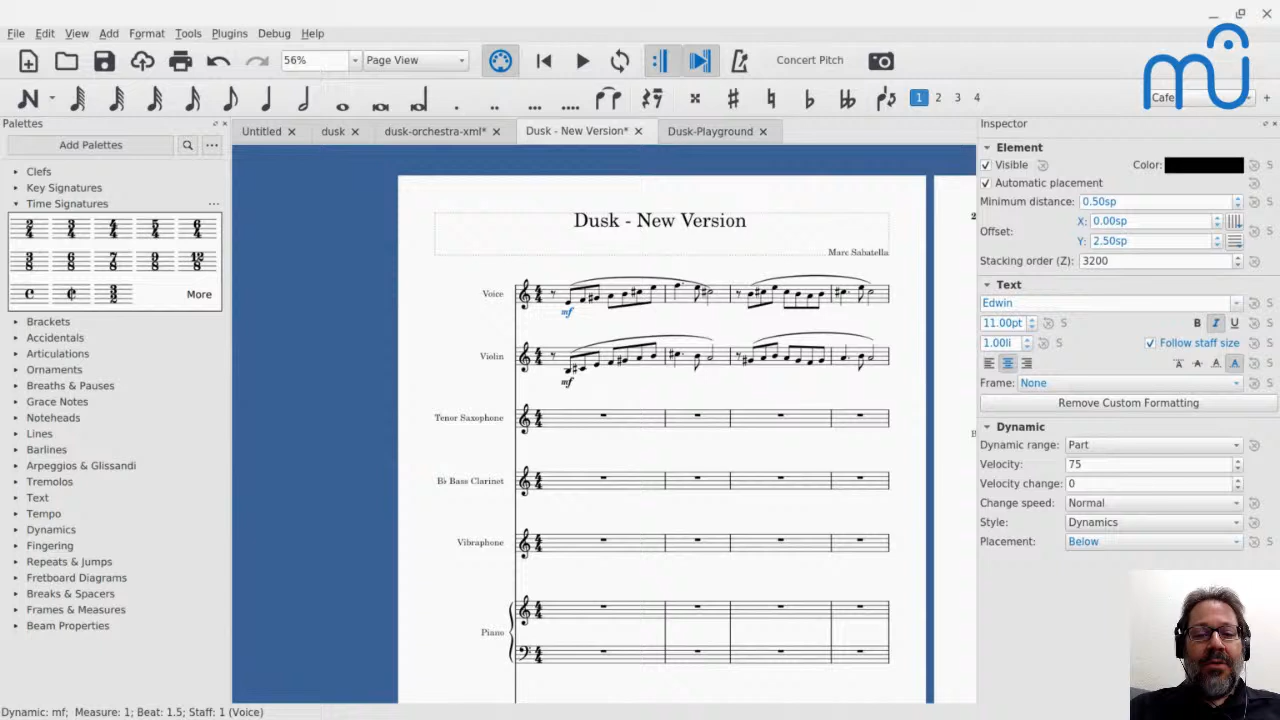 File Edit View Add Format Tools Plugins Debug Help
56% Page View Concert Pitch
1 2 3 4
Palettes
Add Palettes
Untitled dusk dusk-orchestra-xml* Dusk - New Version* Dusk-Playground
Clefs
Key Signatures
Time Signatures
More
Brackets
Accidentals
Articulations
Ornaments
Breaths & Pauses
Grace Notes
Noteheads
Lines
Barlines
Arpeggios & Glissandi
Tremolos
Text
Tempo
Dynamics
Fingering
Repeats & Jumps
Fretboard Diagrams
Breaks & Spacers
Frames & Measures
Beam Properties
Dusk - New Version
Marc Sabatella
Voice
mf
Violin
mf
Tenor Saxophone
B♭ Bass Clarinet
Vibraphone
Piano
Inspector
Element
Visible Color:
Automatic placement
Minimum distance: 0.50sp
X: 0.00sp
Offset:
Y: 2.50sp
Stacking order (Z): 3200
Text
Edwin
11.00pt S B I U
1.00li S Follow staff size
Frame: None
Remove Custom Formatting
Dynamic
Dynamic range: Part
Velocity: 75
Velocity change: 0
Change speed: Normal
Style: Dynamics
Placement: Below
Dynamic: mf; Measure: 1; Beat: 1.5; Staff: 1 (Voice)